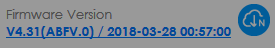 Firmware Version
V4.31(ABFV.0) / 2018-03-28 00:57:00
N